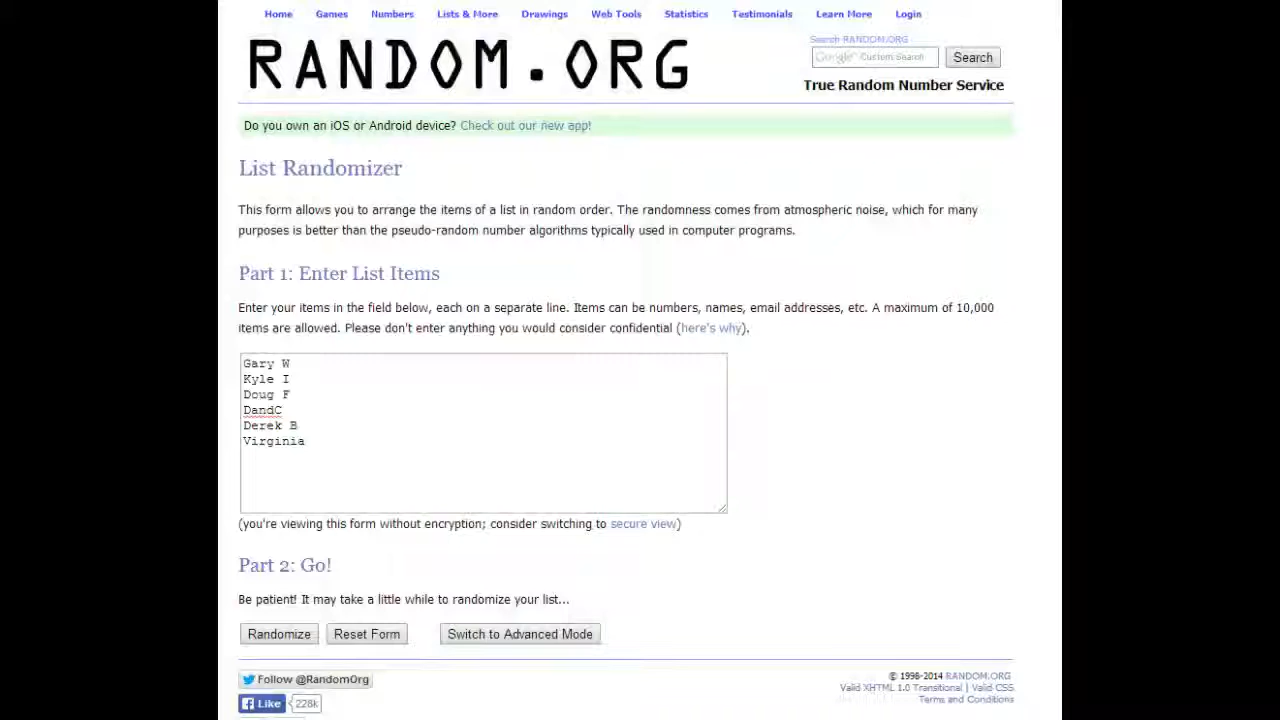 Home Games Numbers Lists & More Drawings Web Tools Statistics Testimonials Learn More Login
Search RANDOM.ORG
RANDOM.ORG
Google Custom Search Search
True Random Number Service
Do you own an iOS or Android device? Check out our new app!
List Randomizer
This form allows you to arrange the items of a list in random order. The randomness comes from atmospheric noise, which for many
purposes is better than the pseudo-random number algorithms typically used in computer programs.
Part 1: Enter List Items
Enter your items in the field below, each on a separate line. Items can be numbers, names, email addresses, etc. A maximum of 10,000
items are allowed. Please don't enter anything you would consider confidential (here's why).
Gary W
Kyle I
Doug F
DandC
Derek B
Virginia
(you're viewing this form without encryption; consider switching to secure view)
Part 2: Go!
Be patient! It may take a little while to randomize your list...
Randomize Reset Form Switch to Advanced Mode
Follow @RandomOrg
Like 228k
© 1998-2014 RANDOM.ORG
Valid XHTML 1.0 Transitional | Valid CSS
Terms and Conditions